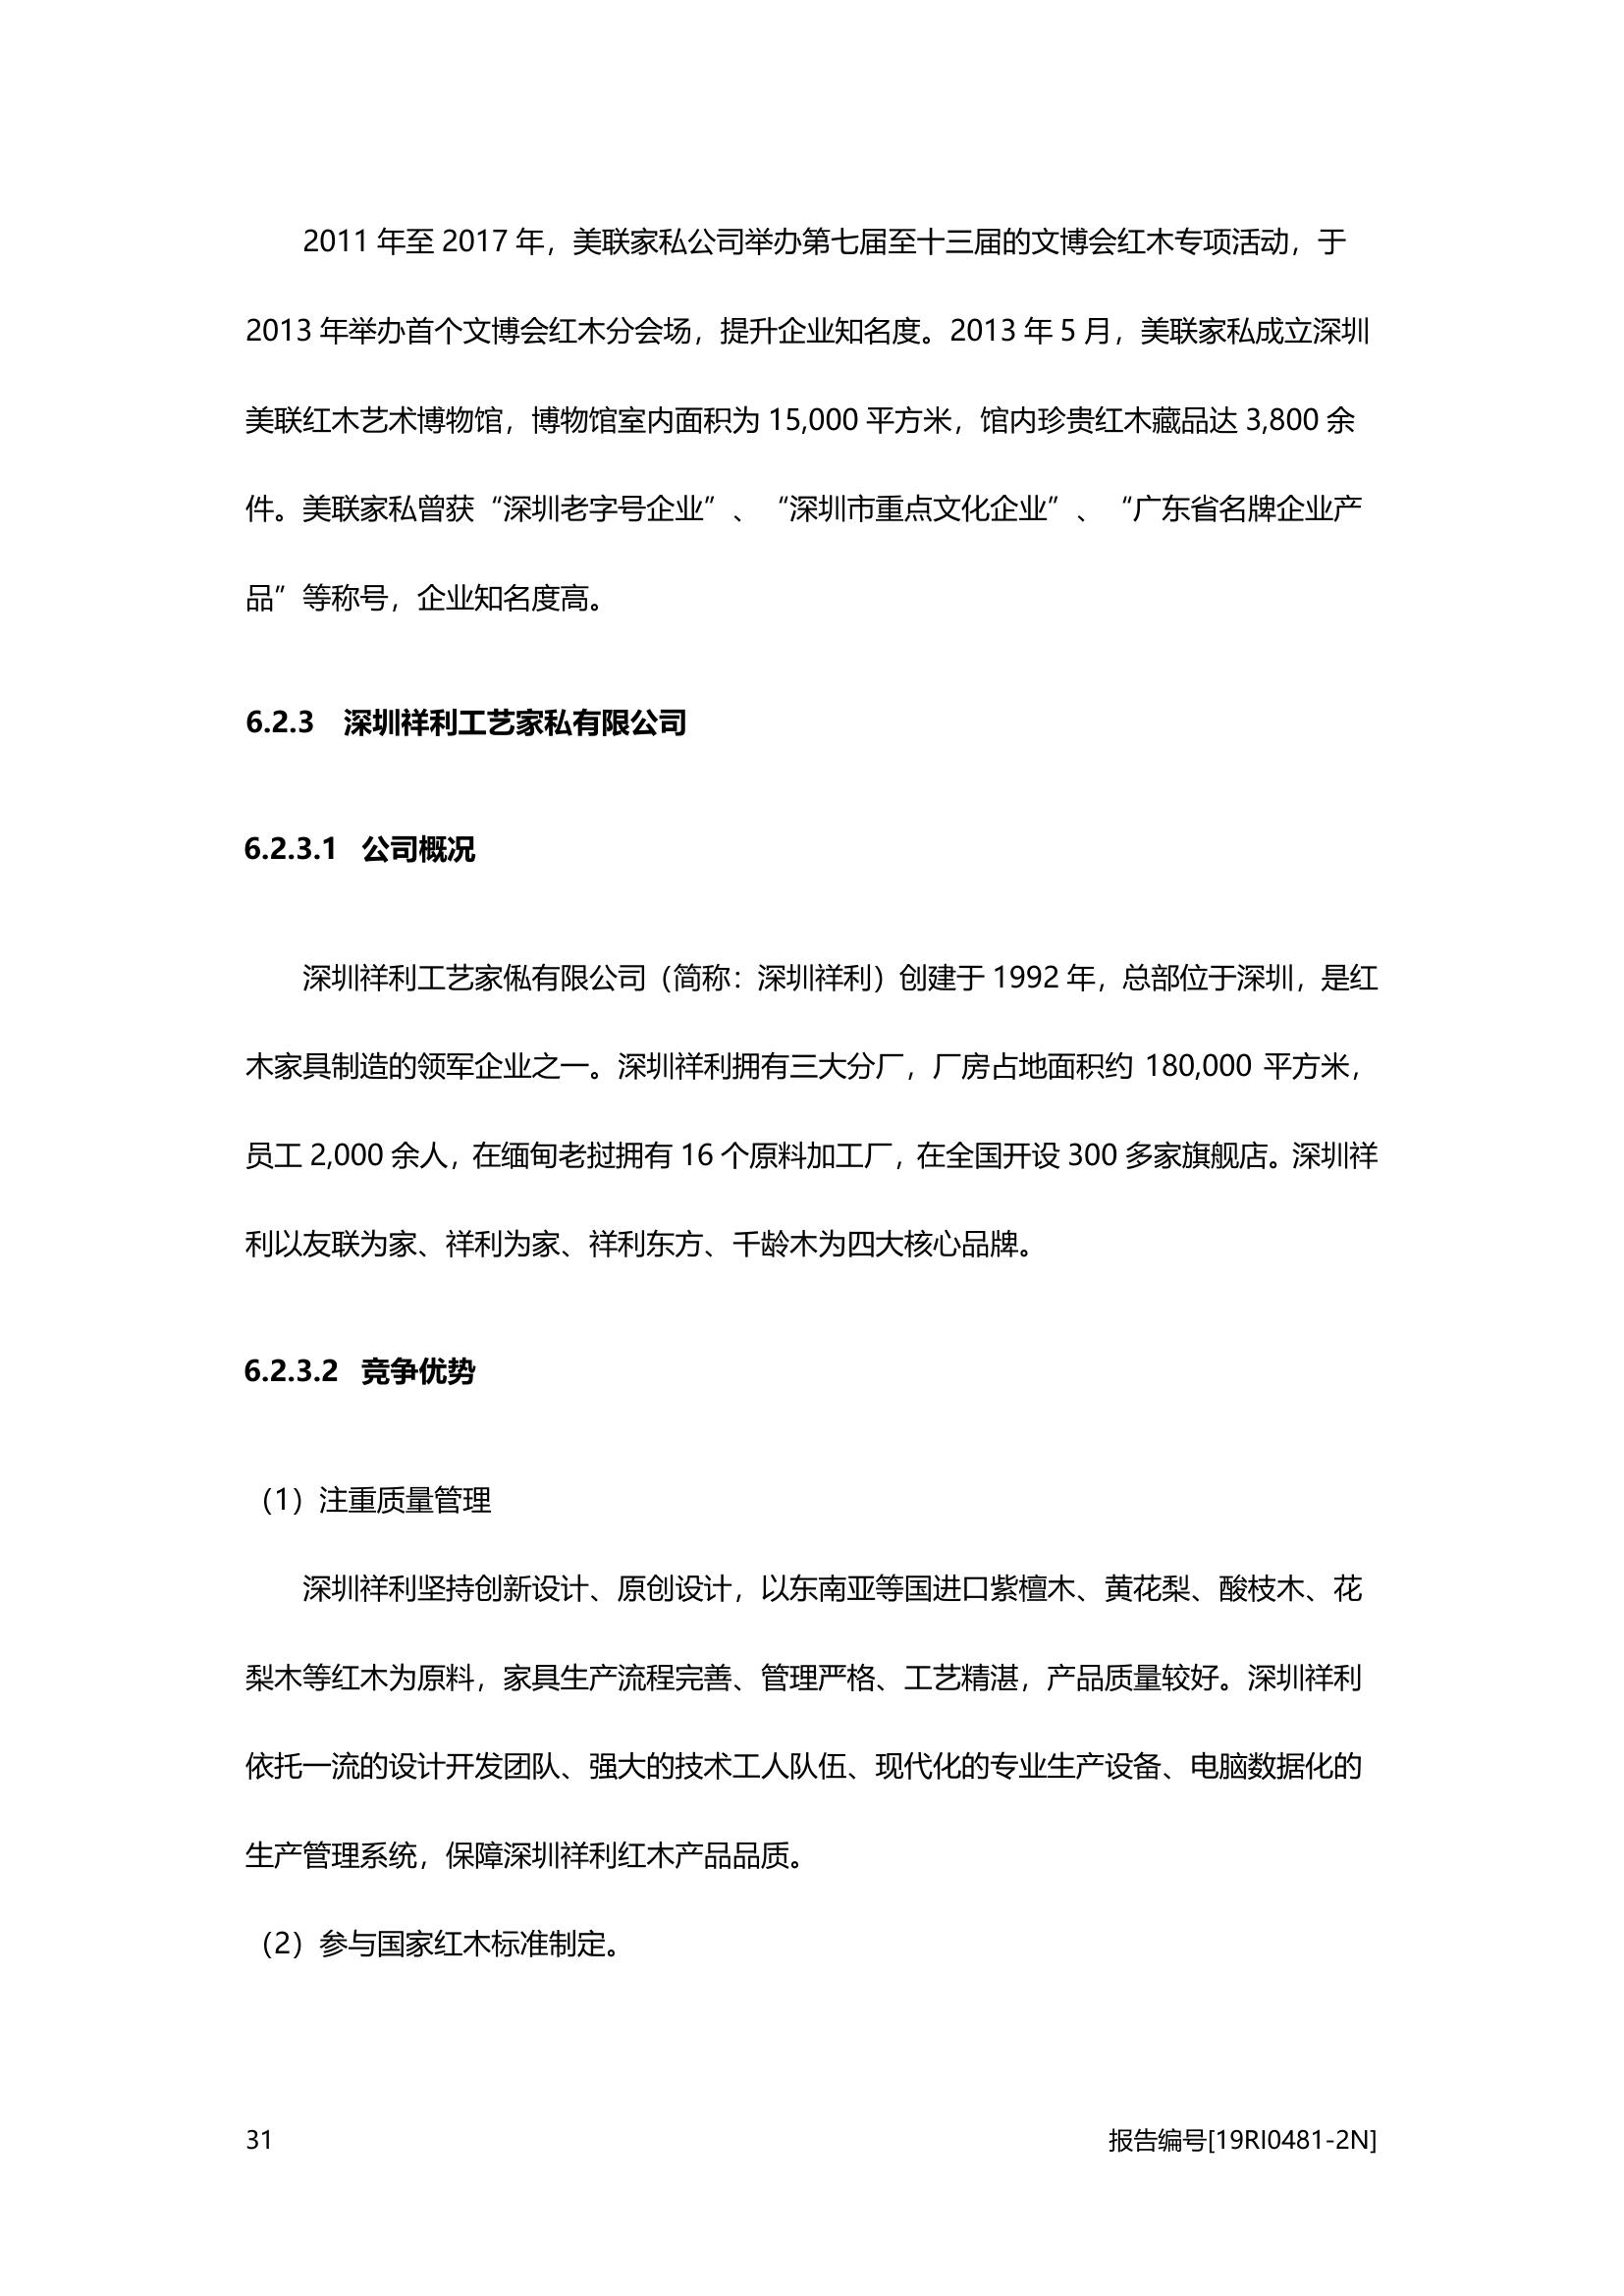 2011 年至 2017 年，美联家私公司举办第七届至十三届的文博会红木专项活动，于
2013 年举办首个文博会红木分会场，提升企业知名度。2013 年 5 月，美联家私成立深圳
美联红木艺术博物馆，博物馆室内面积为 15,000 平方米，馆内珍贵红木藏品达 3,800 余
件。美联家私曾获“深圳老字号企业”、“深圳市重点文化企业”、“广东省名牌企业产
品”等称号，企业知名度高。
6.2.3 深圳祥利工艺家私有限公司
6.2.3.1 公司概况
深圳祥利工艺家俬有限公司（简称：深圳祥利）创建于 1992 年，总部位于深圳，是红
木家具制造的领军企业之一。深圳祥利拥有三大分厂，厂房占地面积约 180,000 平方米，
员工 2,000 余人，在缅甸老挝拥有 16 个原料加工厂，在全国开设 300 多家旗舰店。深圳祥
利以友联为家、祥利为家、祥利东方、千龄木为四大核心品牌。
6.2.3.2 竞争优势
（1）注重质量管理
深圳祥利坚持创新设计、原创设计，以东南亚等国进口紫檀木、黄花梨、酸枝木、花
梨木等红木为原料，家具生产流程完善、管理严格、工艺精湛，产品质量较好。深圳祥利
依托一流的设计开发团队、强大的技术工人队伍、现代化的专业生产设备、电脑数据化的
生产管理系统，保障深圳祥利红木产品品质。
（2）参与国家红木标准制定。
31 报告编号[19RI0481-2N]